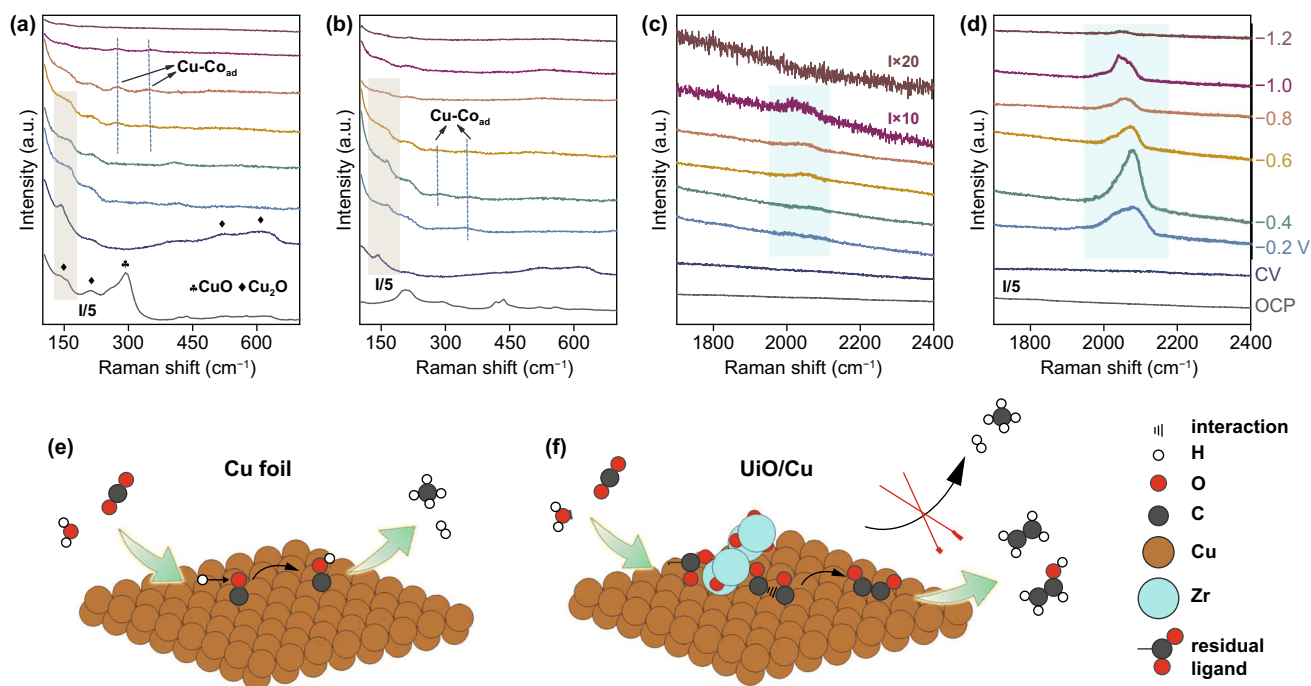 (a)
Cu–Co_ad
♣CuO ♦Cu₂O
I/5
150 300 450 600
Raman shift (cm⁻¹)
Intensity (a.u.)
(b)
Cu–Co_ad
I/5
150 300 450 600
Raman shift (cm⁻¹)
Intensity (a.u.)
(c)
I×20
I×10
1800 2000 2200 2400
Raman shift (cm⁻¹)
Intensity (a.u.)
(d)
I/5
1800 2000 2200 2400
Raman shift (cm⁻¹)
Intensity (a.u.)
−1.2
−1.0
−0.8
−0.6
−0.4
−0.2 V
CV
OCP
(e)
Cu foil
(f)
UiO/Cu
interaction
H
O
C
Cu
Zr
residual
ligand